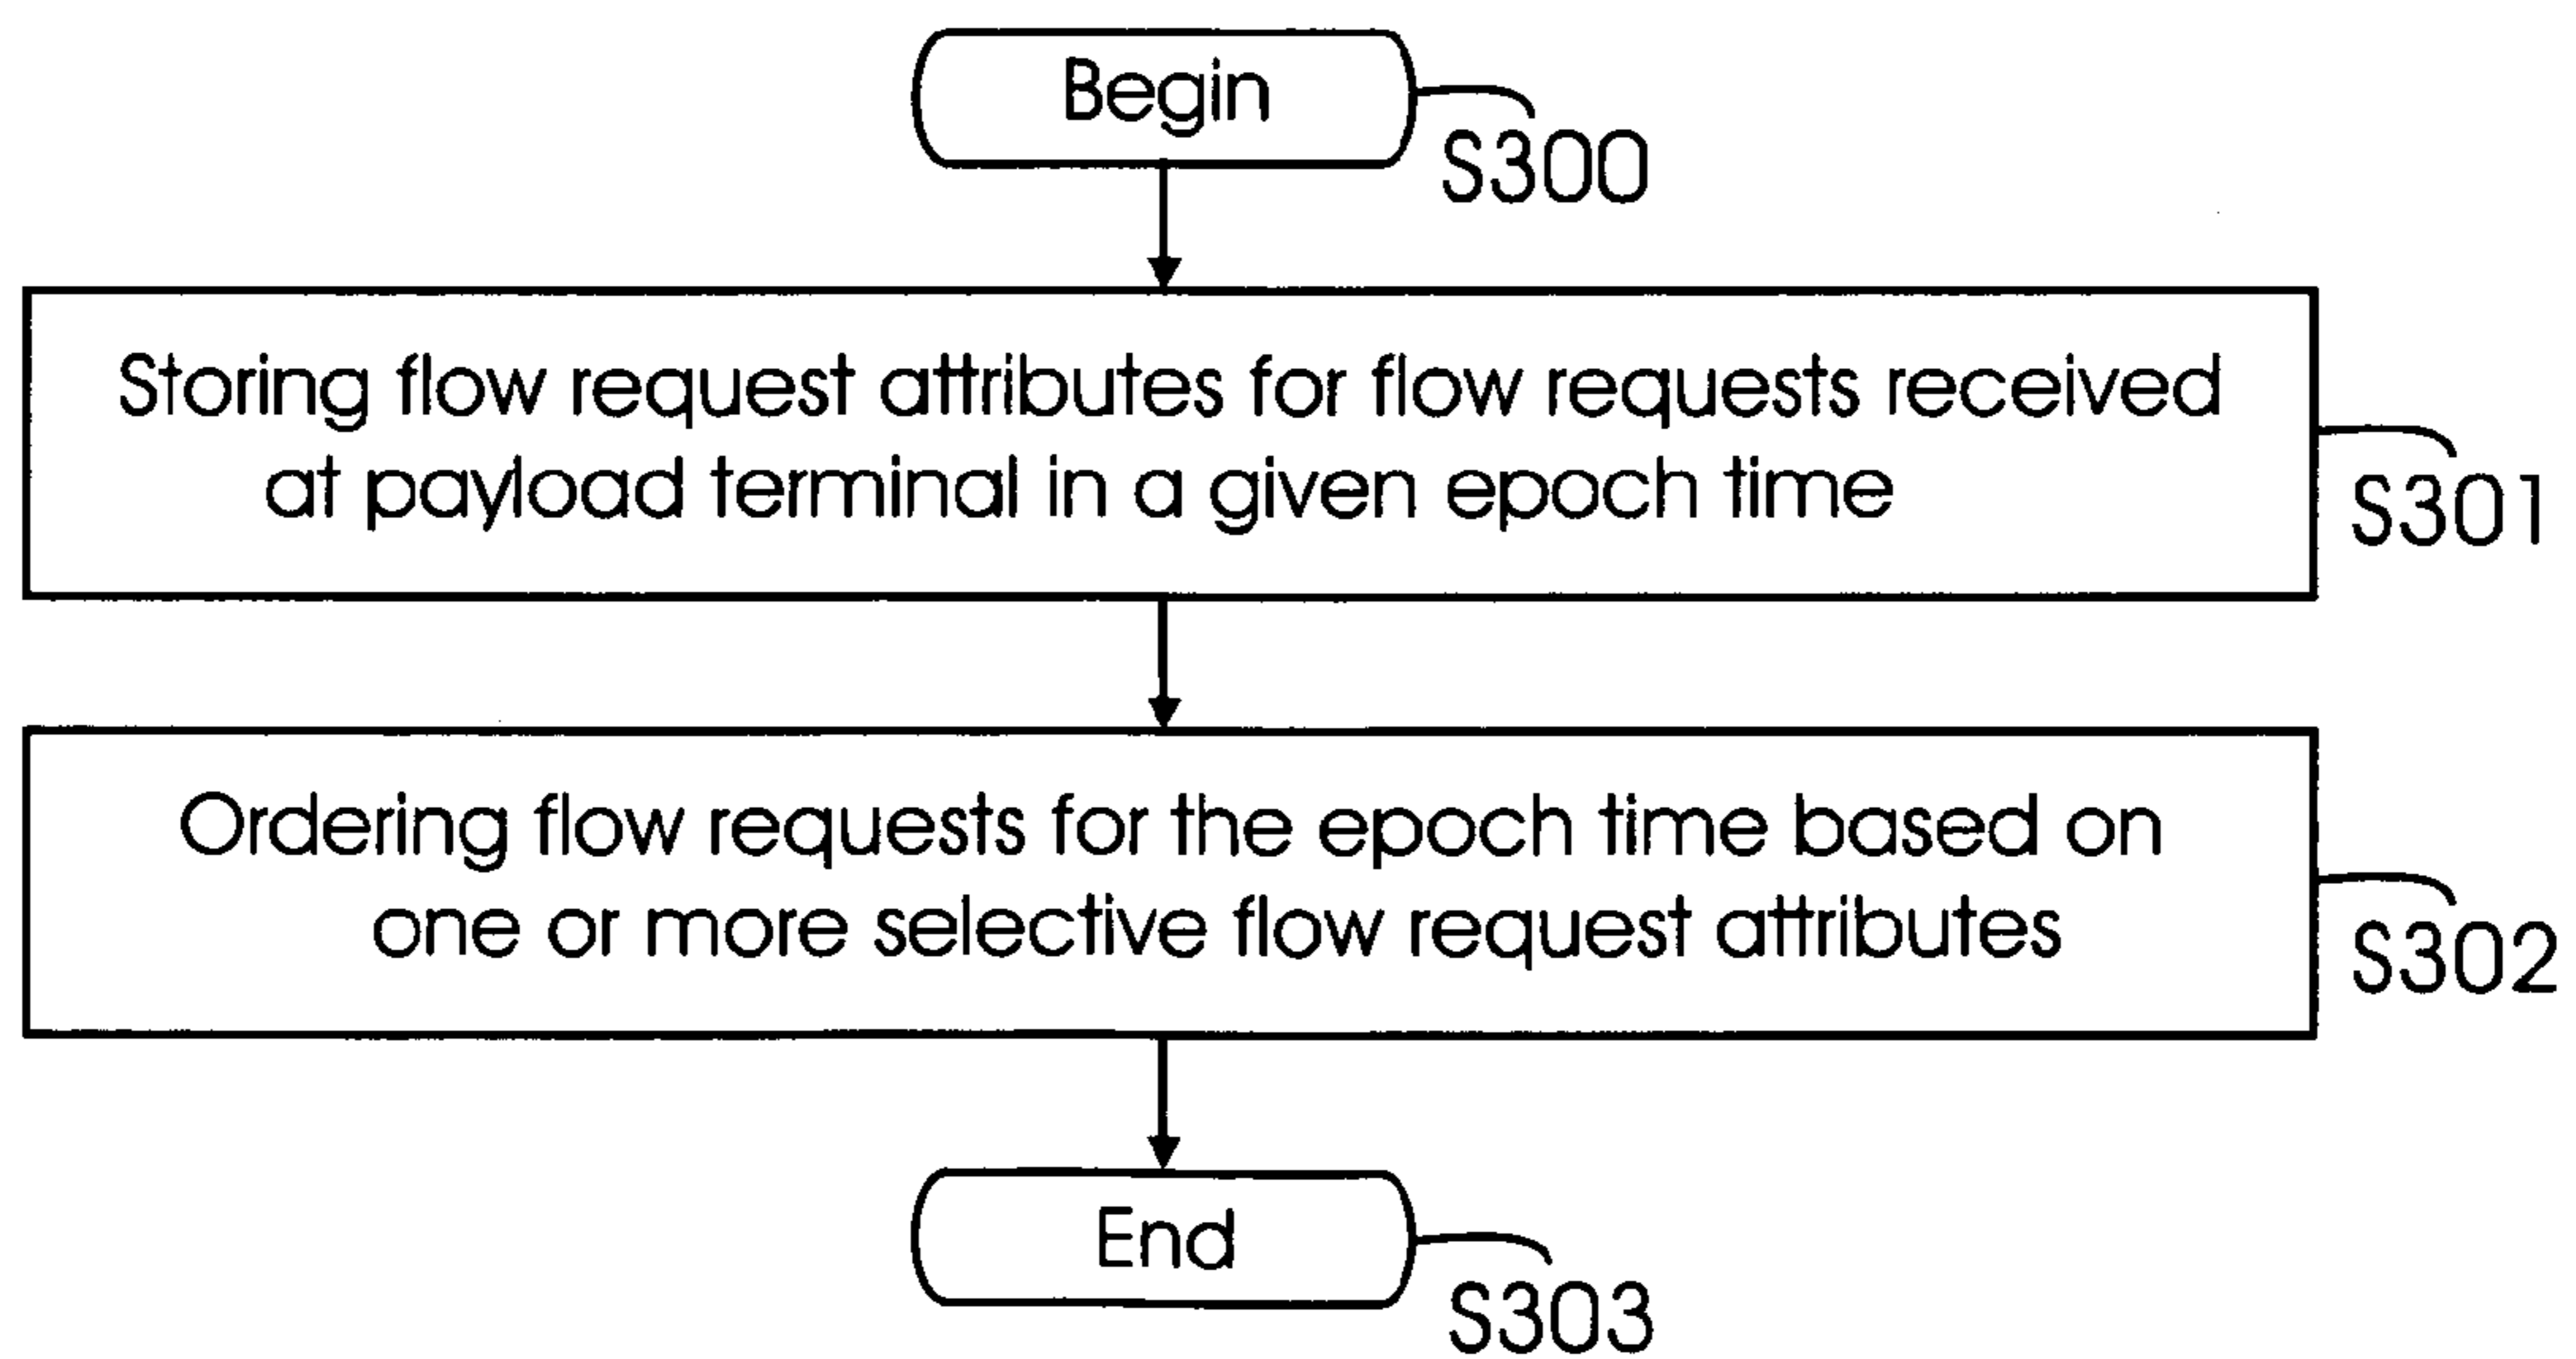 Begin
S300
Storing flow request attributes for flow requests received
at payload terminal in a given epoch time
S301
Ordering flow requests for the epoch time based on
one or more selective flow request attributes
S302
End
S303